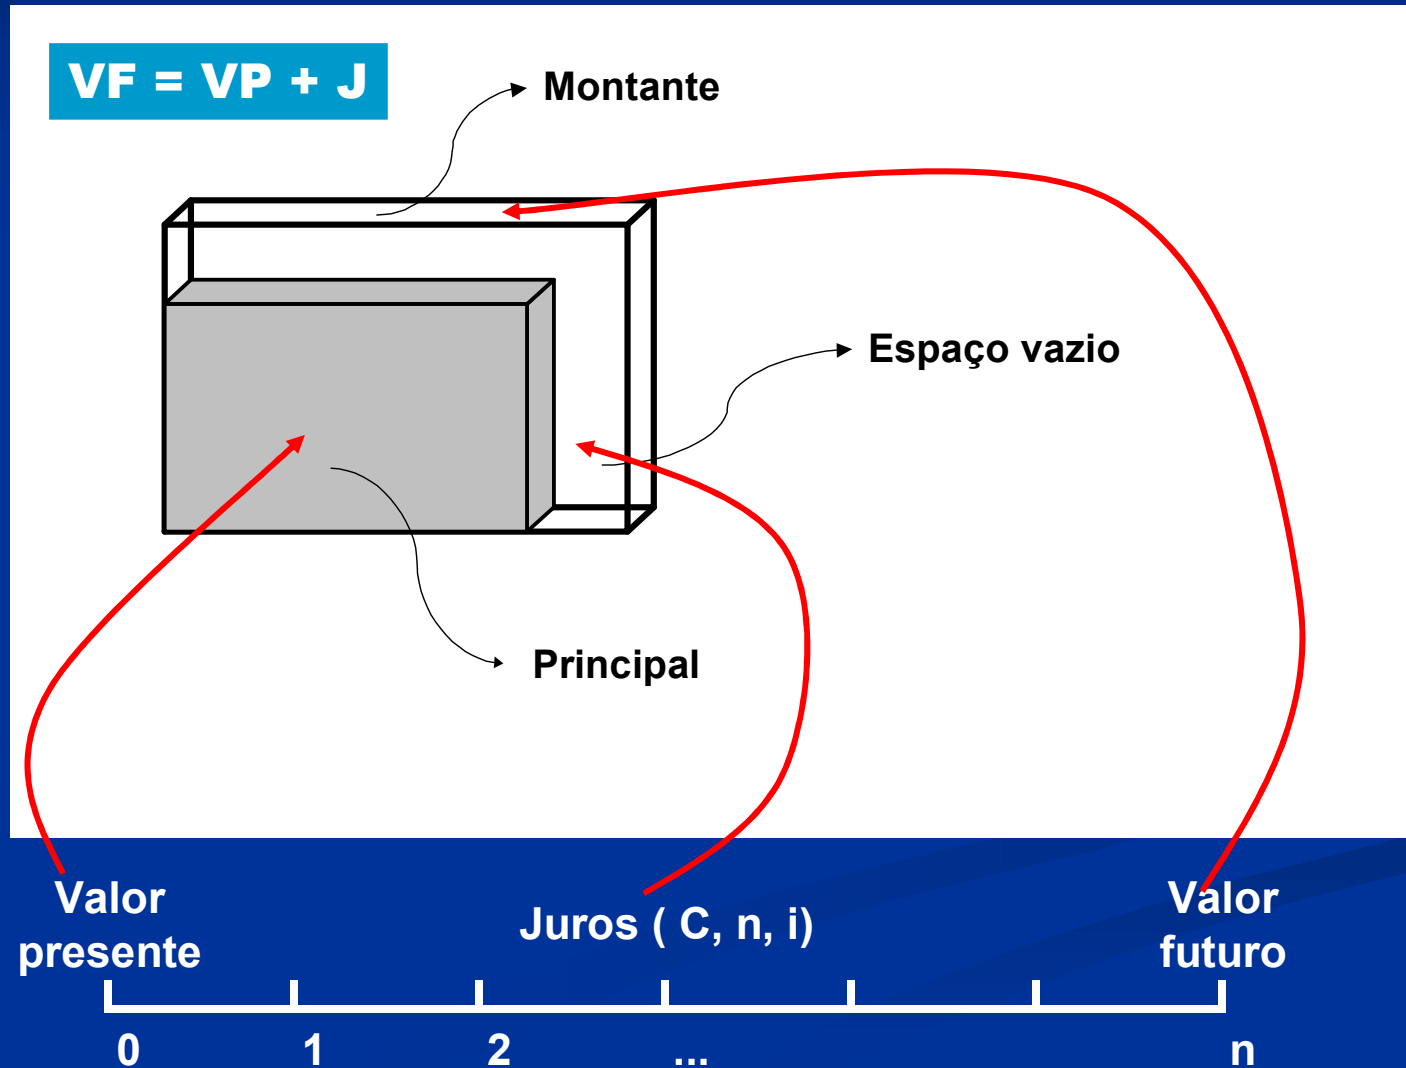 VF = VP + J
Montante
Espaço vazio
Principal
Valor
presente
Juros ( C, n, i)
Valor
futuro
0 1 2 ... n